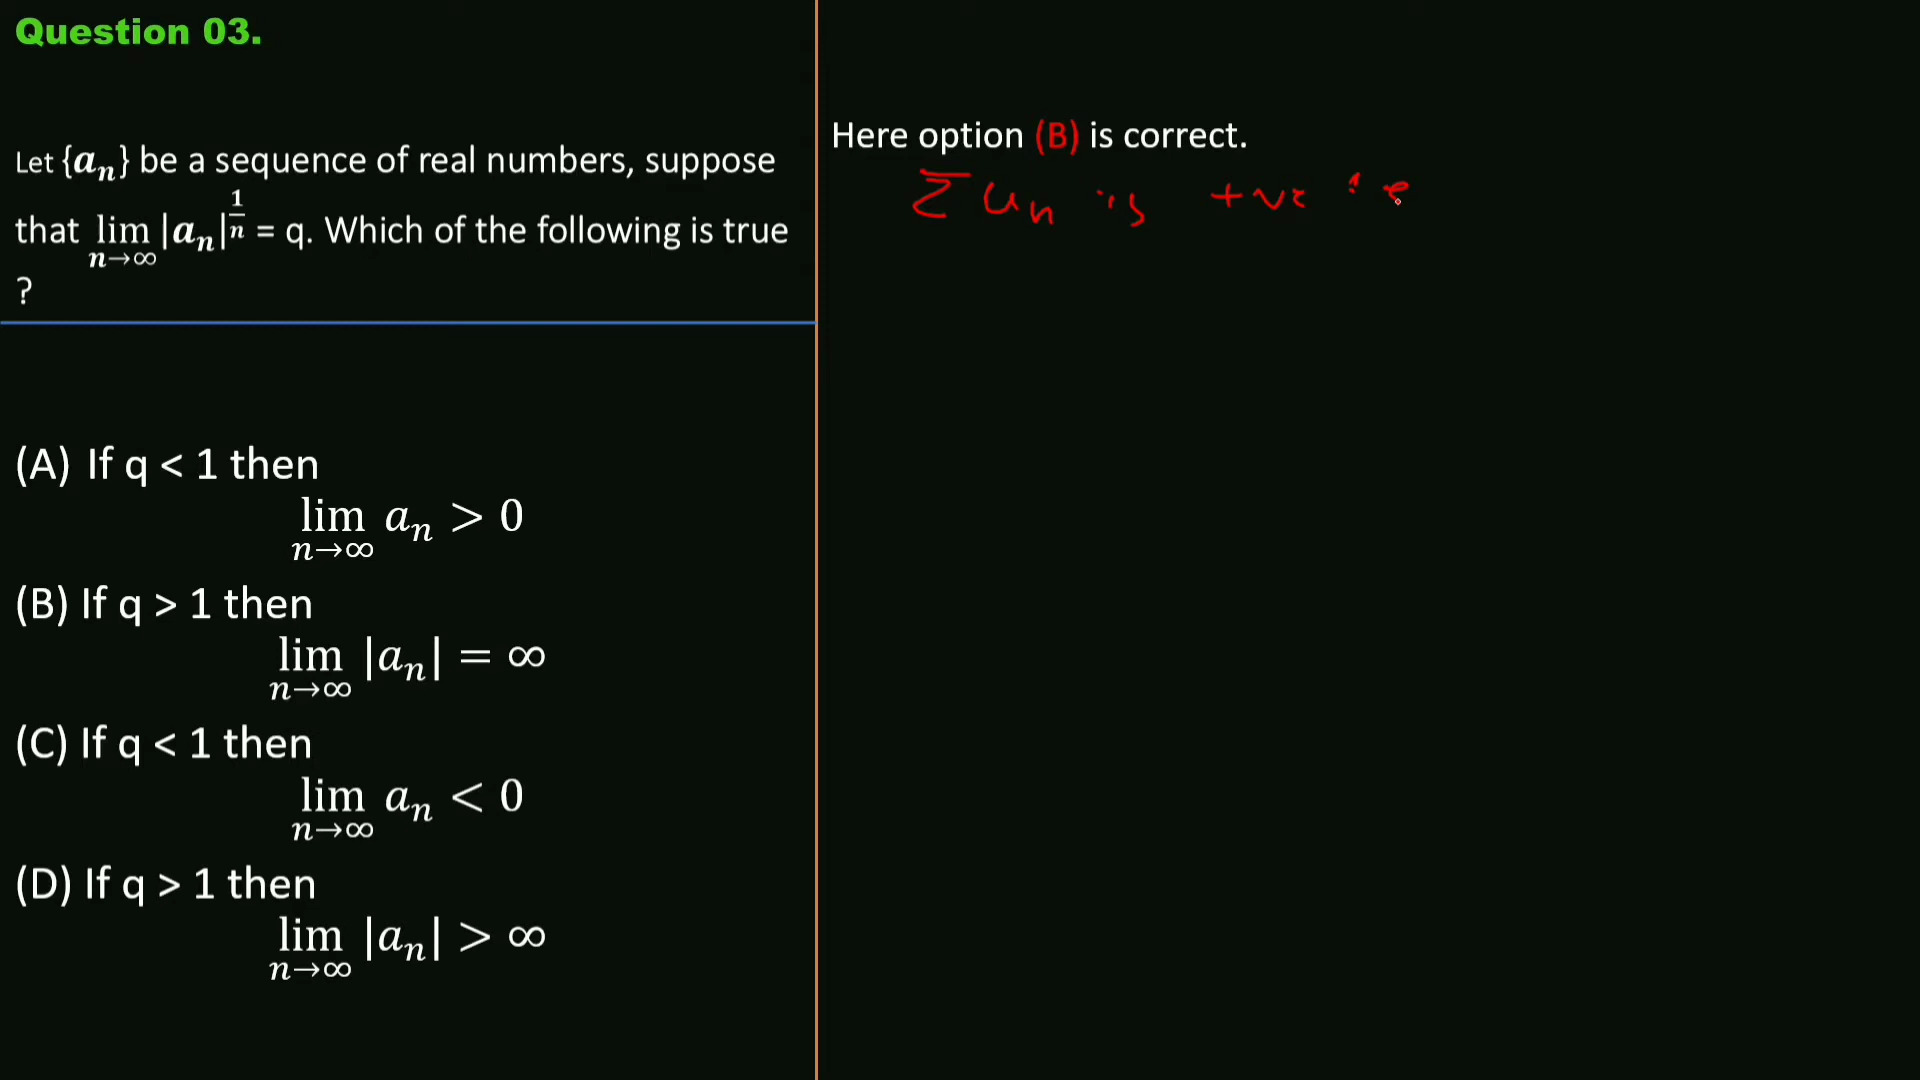 Question 03.
Let {aₙ} be a sequence of real numbers, suppose
that lim n→∞ |aₙ|^(1/n) = q. Which of the following is true
?
(A) If q < 1 then
lim n→∞ aₙ > 0
(B) If q > 1 then
lim n→∞ |aₙ| = ∞
(C) If q < 1 then
lim n→∞ aₙ < 0
(D) If q > 1 then
lim n→∞ |aₙ| > ∞
Here option (B) is correct.
Σ uₙ is +ve